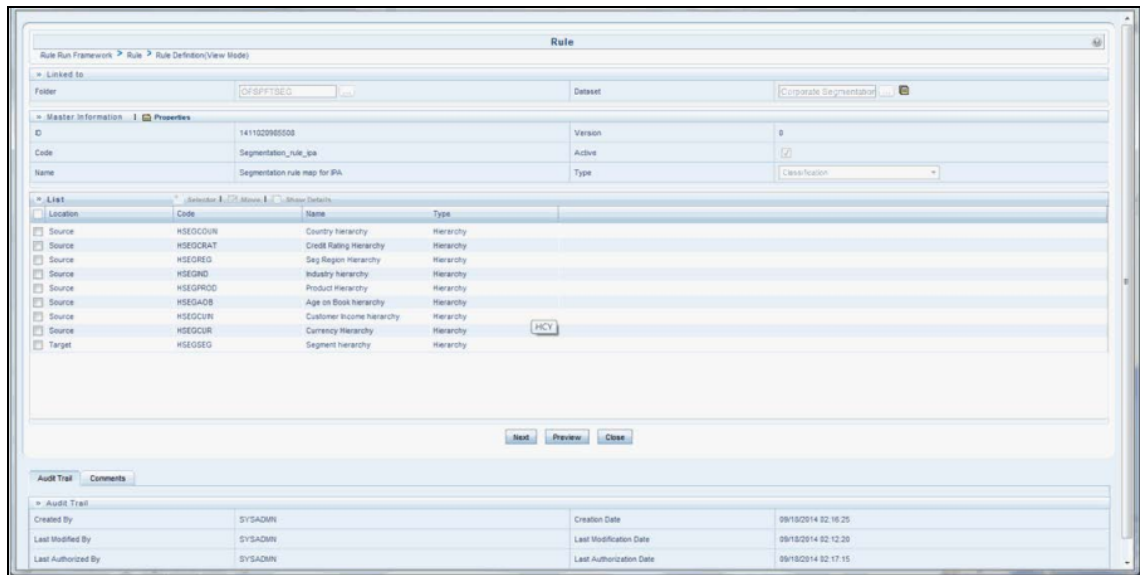 Rule
Rule Run Framework > Rule > Rule Definition(View Mode)
» Linked to
Folder OFSPFTSEG ... Dataset Corporate Segmentation ...
» Master Information | Properties
ID 1411020985508 Version 0
Code Segmentation_rule_ipa Active
Name Segmentation rule map for IPA Type Classification
» List Selector | Move | Show Details
Location Code Name Type
Source HSEGCOUN Country hierarchy Hierarchy
Source HSEGCRAT Credit Rating Hierarchy Hierarchy
Source HSEGREG Seg Region Hierarchy Hierarchy
Source HSEGIND Industry hierarchy Hierarchy
Source HSEGPROD Product Hierarchy Hierarchy
Source HSEGAOB Age on Book hierarchy Hierarchy
Source HSEGCUIN Customer Income hierarchy Hierarchy
Source HSEGCUR Currency Hierarchy Hierarchy
HCY
Target HSEGSEG Segment hierarchy Hierarchy
Next Preview Close
Audit Trail Comments
» Audit Trail
Created By SYSADMN Creation Date 09/18/2014 02:16:25
Last Modified By SYSADMN Last Modification Date 09/18/2014 02:12:20
Last Authorized By SYSADMN Last Authorization Date 09/18/2014 02:17:15